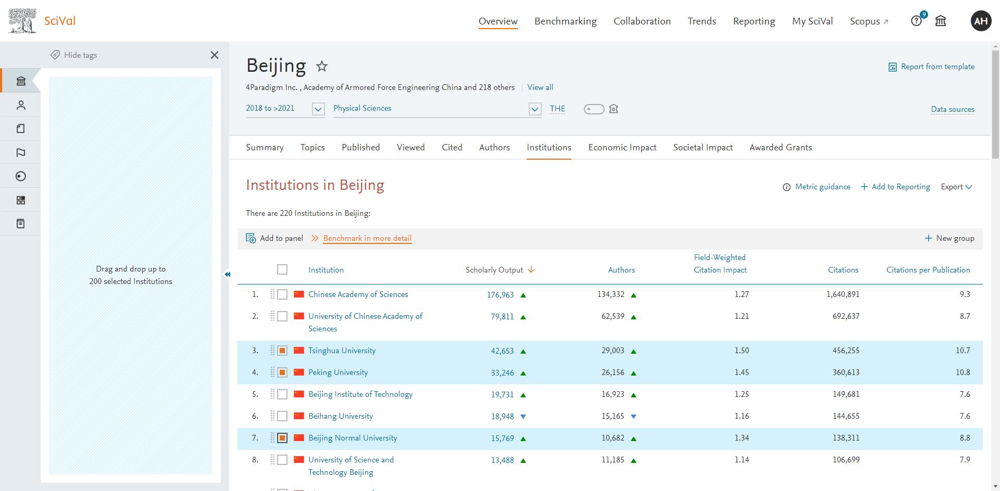 SciVal
Overview
Benchmarking
Collaboration
Trends
Reporting
My SciVal
Scopus
9
AH
Hide tags
Drag and drop up to
200 selected Institutions
Beijing
Report from template
4Paradigm Inc. , Academy of Armored Force Engineering China and 218 others
View all
2018 to >2021
Physical Sciences
THE
Data sources
Summary
Topics
Published
Viewed
Cited
Authors
Institutions
Economic Impact
Societal Impact
Awarded Grants
Institutions in Beijing
Metric guidance
Add to Reporting
Export
There are 220 Institutions in Beijing:
Add to panel
Benchmark in more detail
New group
Institution
Scholarly Output
Authors
Field-Weighted
Citation Impact
Citations
Citations per Publication
1. Chinese Academy of Sciences 176,963 134,332 1.27 1,640,891 9.3
2. University of Chinese Academy of 79,811 62,539 1.21 692,637 8.7
Sciences
3. Tsinghua University 42,653 29,003 1.50 456,255 10.7
4. Peking University 33,246 26,156 1.45 360,613 10.8
5. Beijing Institute of Technology 19,731 16,923 1.25 149,681 7.6
6. Beihang University 18,948 15,165 1.16 144,655 7.6
7. Beijing Normal University 15,769 10,682 1.34 138,311 8.8
8. University of Science and 13,488 11,185 1.14 106,699 7.9
Technology Beijing